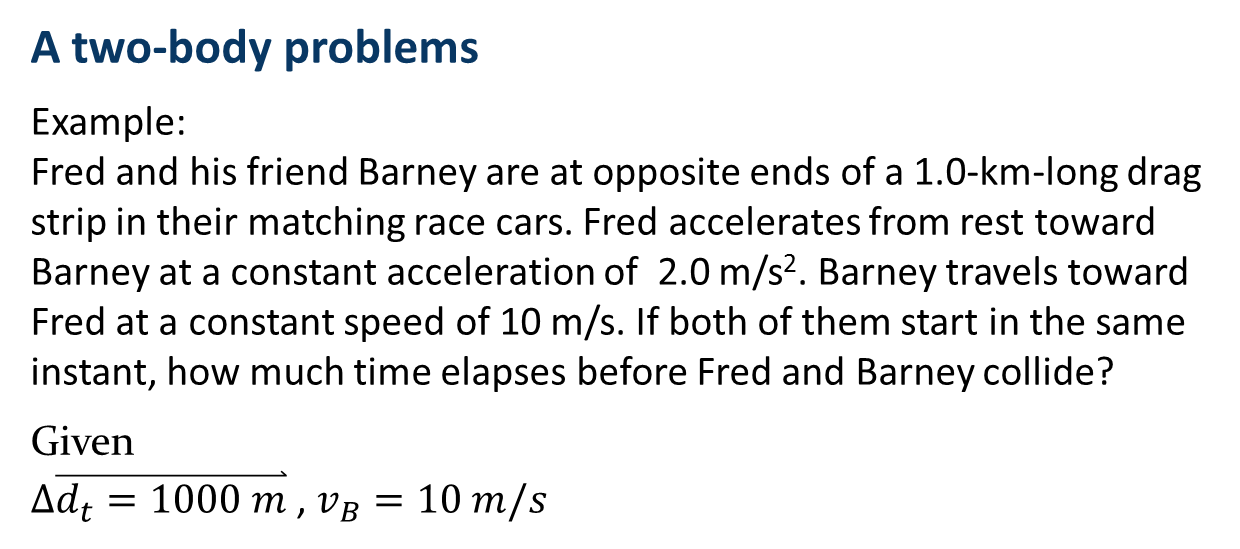 A two-body problems
Example:
Fred and his friend Barney are at opposite ends of a 1.0-km-long drag
strip in their matching race cars. Fred accelerates from rest toward
Barney at a constant acceleration of  2.0 m/s². Barney travels toward
Fred at a constant speed of 10 m/s. If both of them start in the same
instant, how much time elapses before Fred and Barney collide?
Given
$\Delta\overrightarrow{d_t = 1000\ m}\,,\ v_B = 10\ m/s$